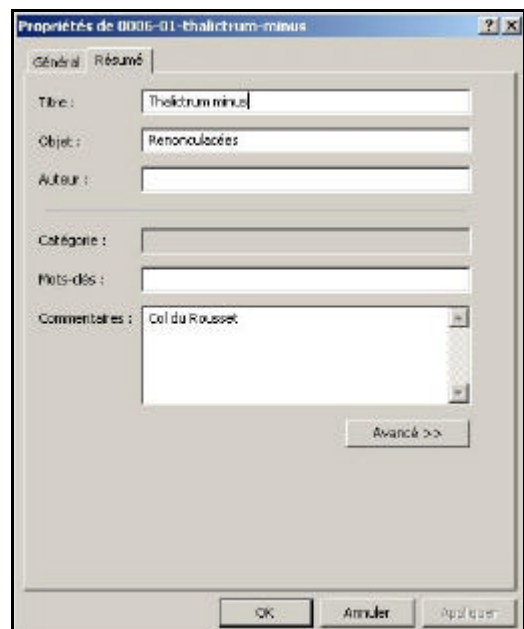 Propriétés de 0006-01-thalictrum-minus ? X
Général Résumé
Titre : Thalictrum minus
Objet : Renonculacées
Auteur :
Catégorie :
Mots-clés :
Commentaires : Col du Rousset
Avancé >>
OK Annuler Appliquer